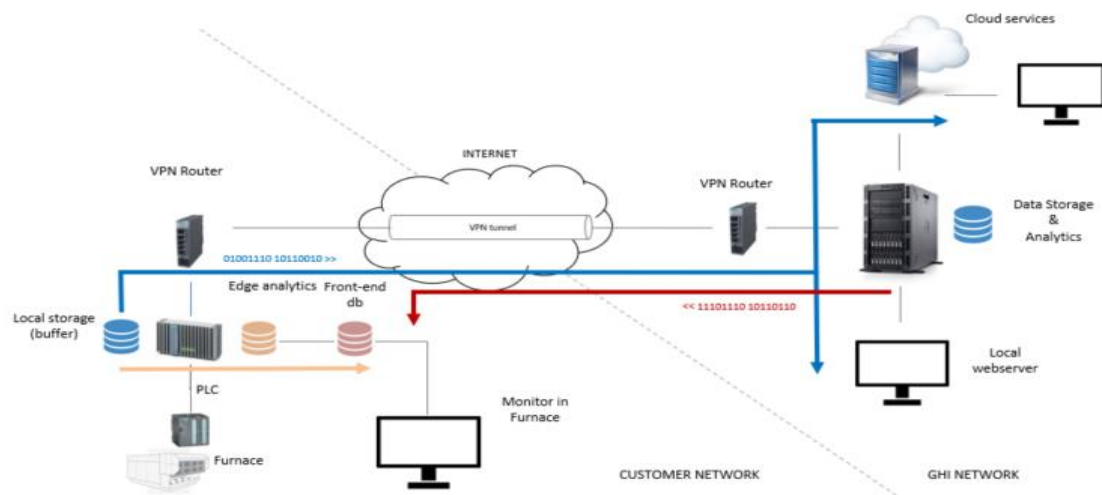 Cloud services
INTERNET
VPN Router
VPN Router
VPN tunnel
Data Storage
&
Analytics
01001110 10110010 >>
Edge analytics
Front-end
db
<< 11101110 10110110
Local storage
(buffer)
Local
webserver
PLC
Monitor in
Furnace
Furnace
CUSTOMER NETWORK
GHI NETWORK